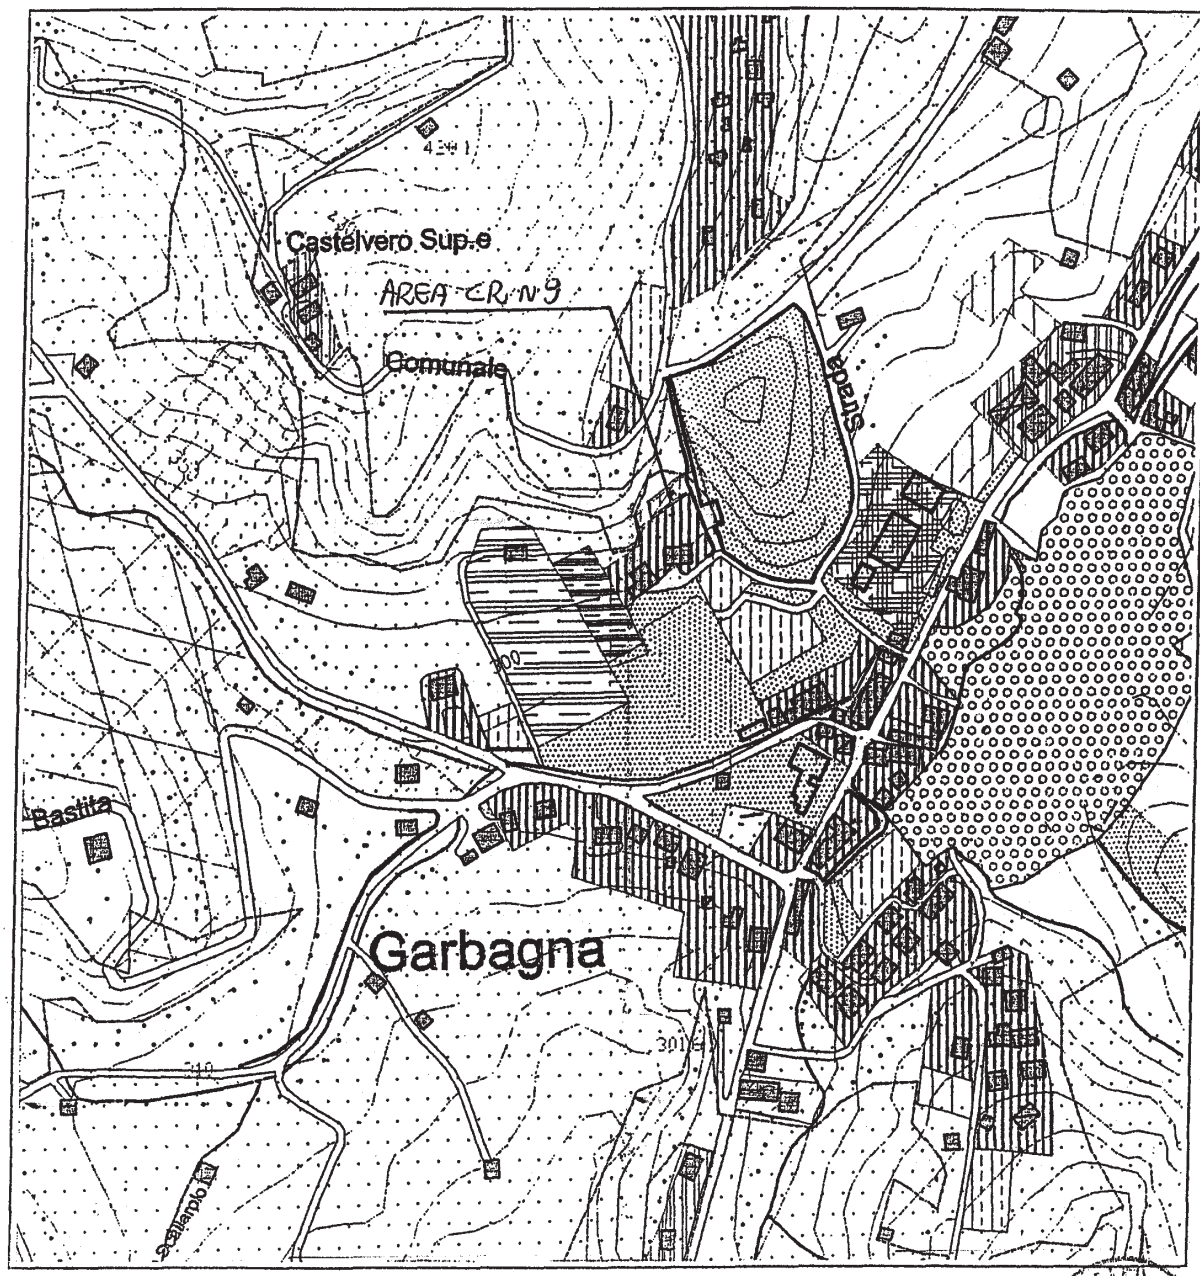 Castelvero Sup.e
AREA CR N 9
Comunale
Strada
300
Bastita
Garbagna
301
310